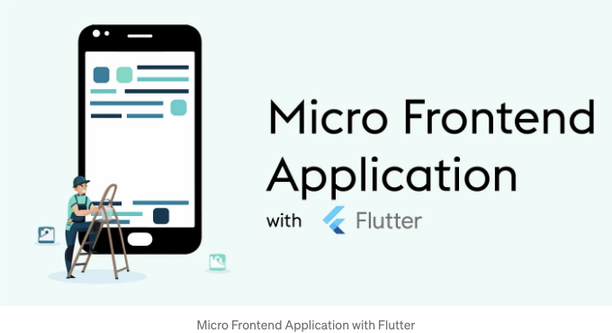 Micro Frontend
Application
with Flutter
Micro Frontend Application with Flutter